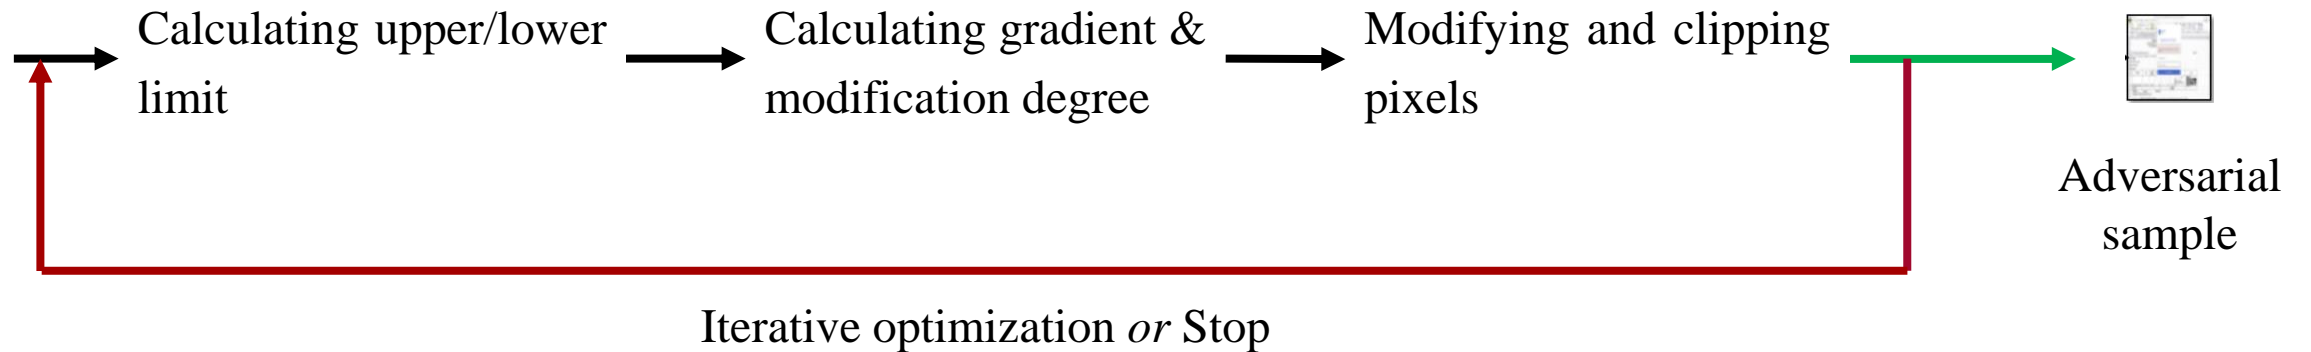 Calculating upper/lower
limit
Calculating gradient &
modification degree
Modifying and clipping
pixels
Adversarial
sample
Iterative optimization or Stop